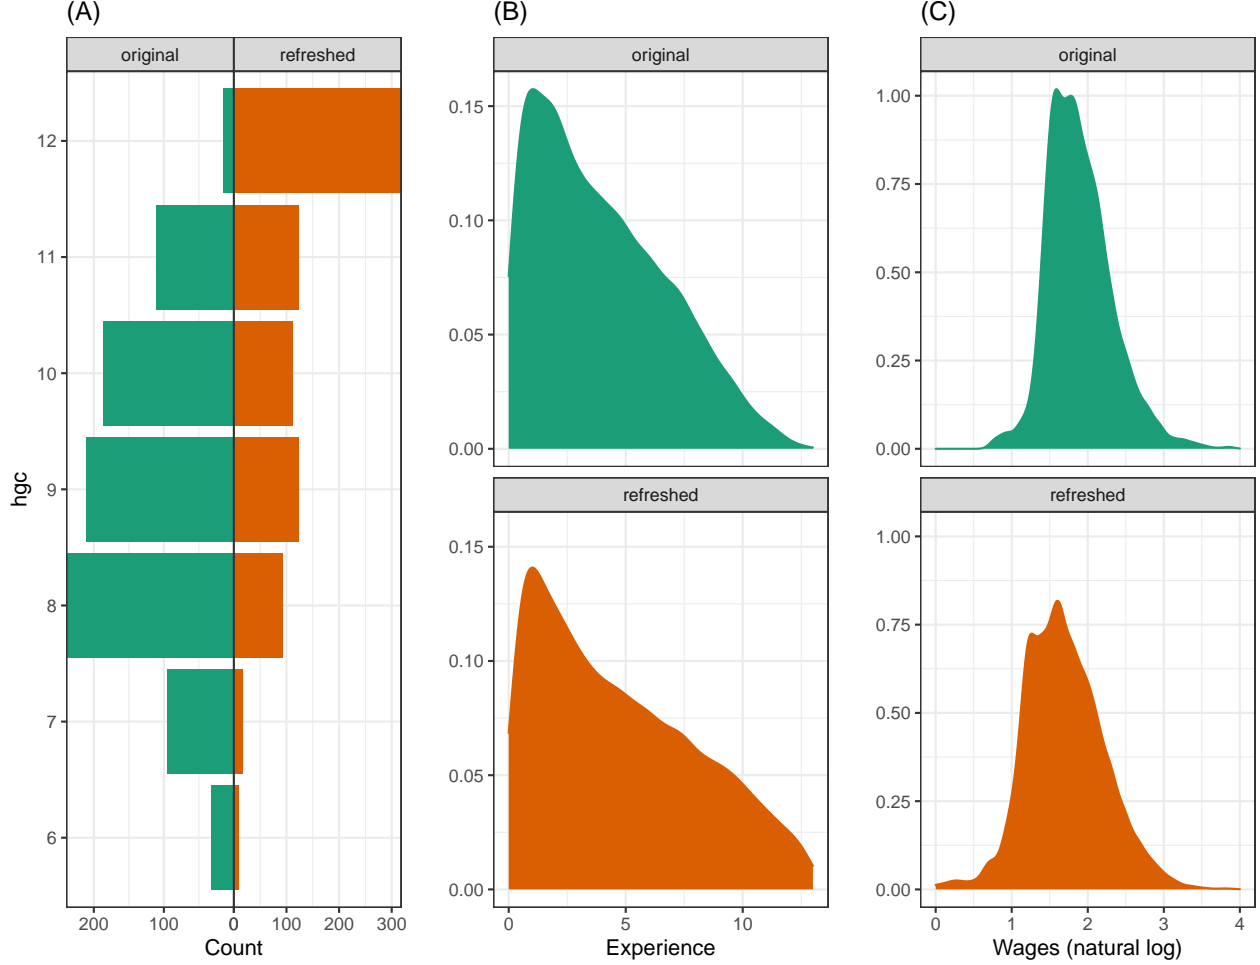 (A)
original refreshed
12
11
10
9
8
7
6
hgc
200 100 0 0 100 200 300
Count
(B)
original
0.15
0.10
0.05
0.00
refreshed
0.15
0.10
0.05
0.00
0 5 10
Experience
(C)
original
1.00
0.75
0.50
0.25
0.00
refreshed
1.00
0.75
0.50
0.25
0.00
0 1 2 3 4
Wages (natural log)